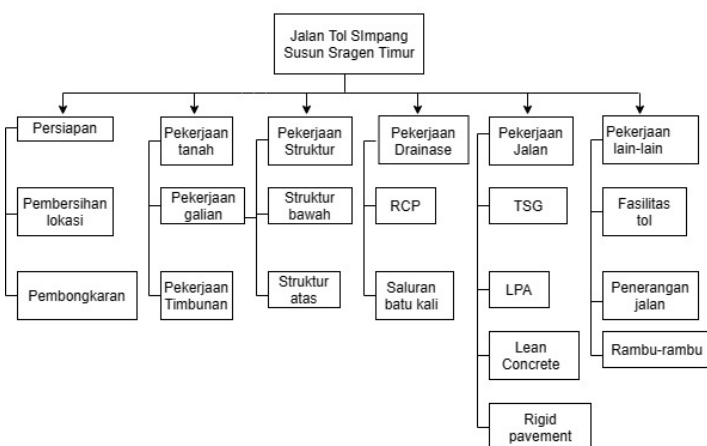 Jalan Tol SImpang
Susun Sragen Timur
Persiapan
Pembersihan
lokasi
Pembongkaran
Pekerjaan
tanah
Pekerjaan
galian
Pekerjaan
Timbunan
Pekerjaan
Struktur
Struktur
bawah
Struktur
atas
Pekerjaan
Drainase
RCP
Saluran
batu kali
Pekerjaan
Jalan
TSG
LPA
Lean
Concrete
Rigid
pavement
Pekerjaan
lain-lain
Fasilitas
tol
Penerangan
jalan
Rambu-rambu